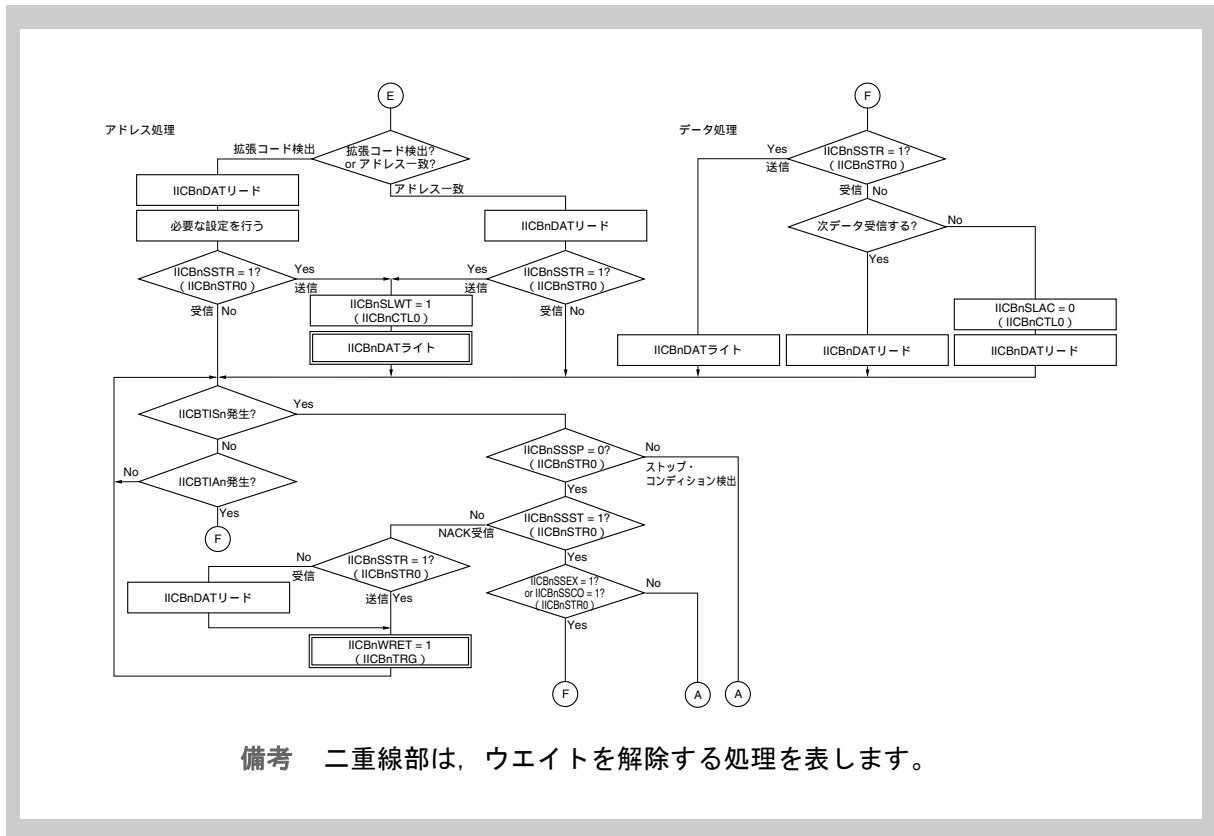 E
アドレス処理
拡張コード検出?
or アドレス一致?
拡張コード検出
アドレス一致
IICBnDATリード
必要な設定を行う
IICBnSSTR = 1?
( IICBnSTR0 )
受信
No
Yes
送信
IICBnSLWT = 1
( IICBnCTL0 )
IICBnDATライト
IICBnDATリード
Yes
送信
IICBnSSTR = 1?
( IICBnSTR0 )
受信
No
F
データ処理
Yes
送信
IICBnSSTR = 1?
( IICBnSTR0 )
受信
No
次データ受信する?
No
Yes
IICBnSLAC = 0
( IICBnCTL0 )
IICBnDATライト
IICBnDATリード
IICBnDATリード
IICBTISn発生?
Yes
No
No
IICBTIAn発生?
Yes
F
IICBnSSSP = 0?
( IICBnSTR0 )
No
ストップ・
コンディション検出
Yes
No
NACK受信
IICBnSSST = 1?
( IICBnSTR0 )
Yes
No
受信
IICBnSSTR = 1?
( IICBnSTR0 )
送信
Yes
IICBnDATリード
IICBnWRET = 1
( IICBnTRG )
IICBnSSEX = 1?
or IICBnSSCO = 1?
( IICBnSTR0 )
No
Yes
F
A
A
備考 二重線部は，ウエイトを解除する処理を表します。